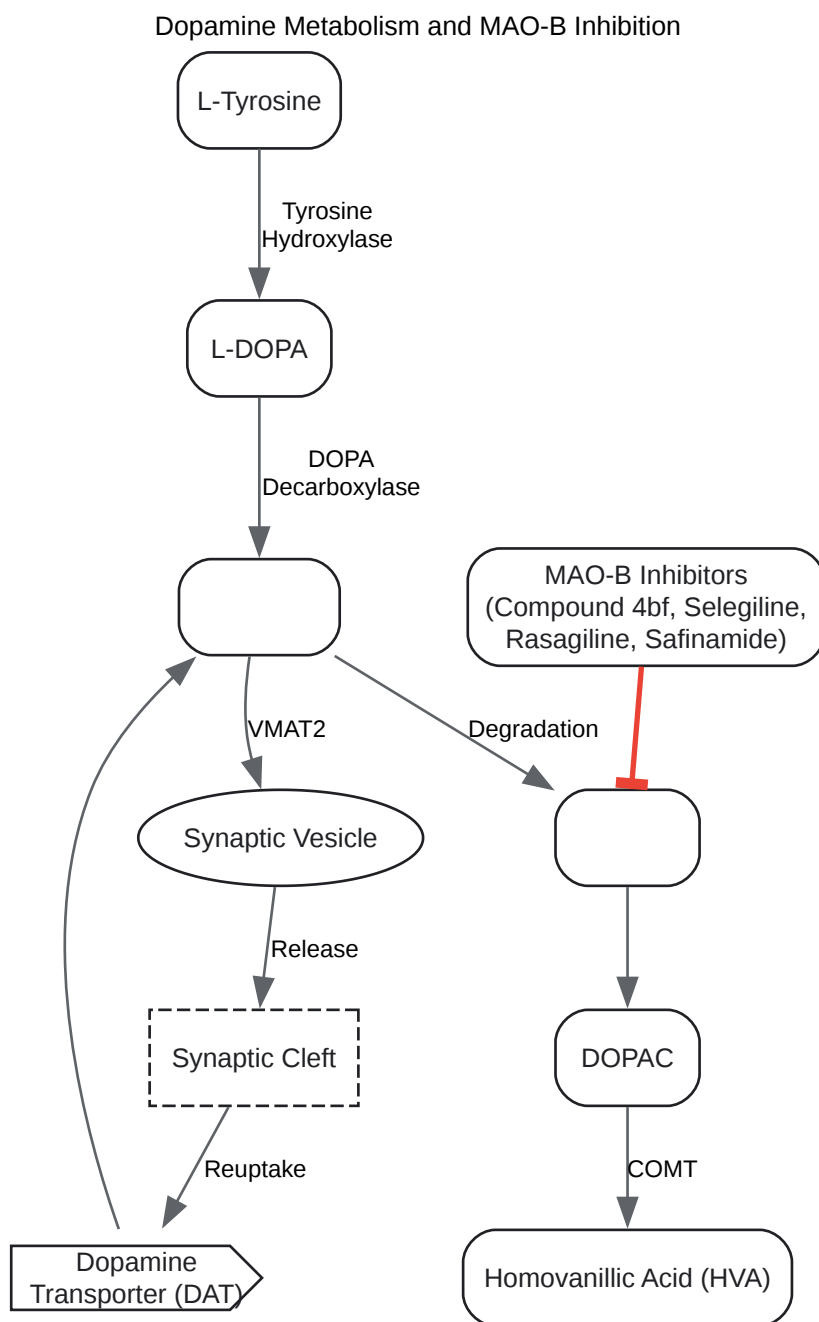 Dopamine Metabolism and MAO-B Inhibition
L-Tyrosine
Tyrosine
Hydroxylase
L-DOPA
DOPA
Decarboxylase
MAO-B Inhibitors
(Compound 4bf, Selegiline,
Rasagiline, Safinamide)
VMAT2
Degradation
Synaptic Vesicle
Release
Synaptic Cleft
DOPAC
Reuptake
COMT
Dopamine
Transporter (DAT)
Homovanillic Acid (HVA)